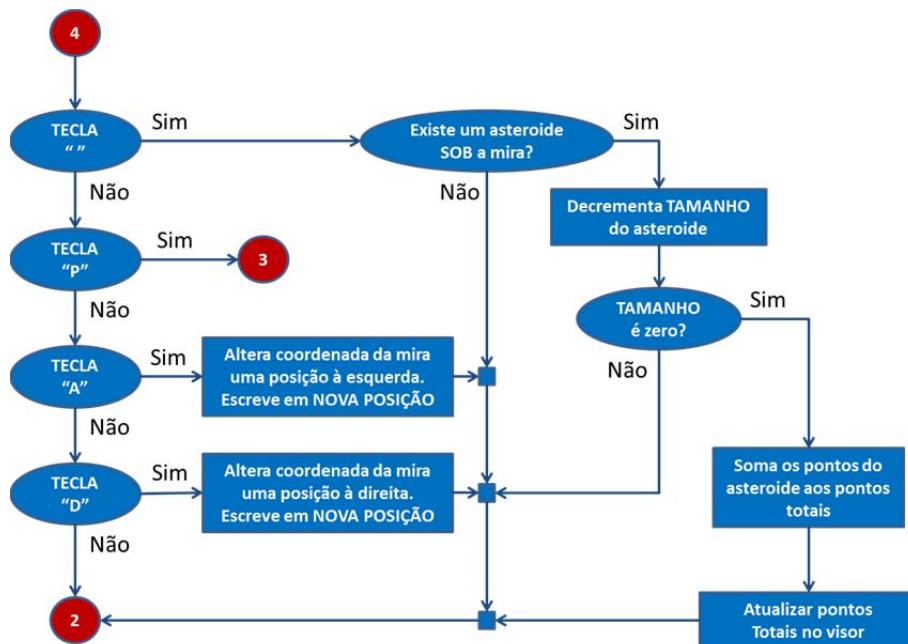 4
TECLA
“ ”
Sim
Existe um asteroide
SOB a mira?
Sim
Não
Não
Decrementa TAMANHO
do asteroide
TECLA
“P”
Sim
3
TAMANHO
é zero?
Sim
Não
Não
TECLA
“A”
Sim
Altera coordenada da mira
uma posição à esquerda.
Escreve em NOVA POSIÇÃO
Não
TECLA
“D”
Sim
Altera coordenada da mira
uma posição à direita.
Escreve em NOVA POSIÇÃO
Soma os pontos do
asteroide aos pontos
totais
Não
2
Atualizar pontos
Totais no visor